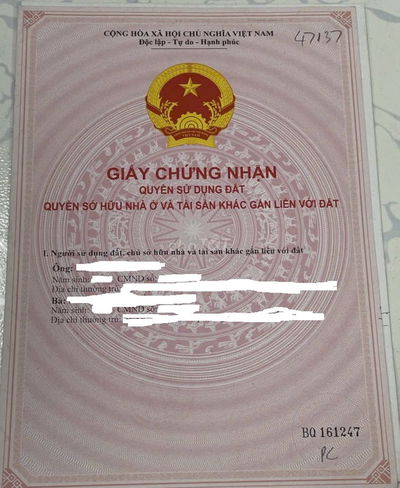 CỘNG HÒA XÃ HỘI CHỦ NGHĨA VIỆT NAM
Độc lập - Tự do - Hạnh phúc
47137
VIỆT NAM
GIẤY CHỨNG NHẬN
QUYỀN SỬ DỤNG ĐẤT
QUYỀN SỞ HỮU NHÀ Ở VÀ TÀI SẢN KHÁC GẮN LIỀN VỚI ĐẤT
I. Người sử dụng đất, chủ sở hữu nhà và tài sản khác gắn liền với đất
Ông:
Năm sinh: CMND số:
Địa chỉ thường trú:
Bà:
Năm sinh: CMND số:
Địa chỉ thường trú:
BQ 161247
PC